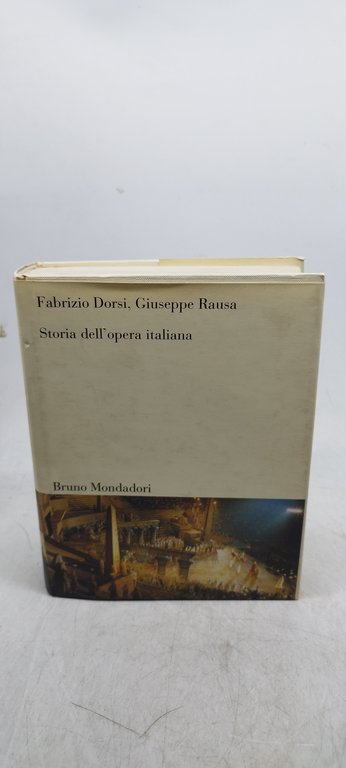 Fabrizio Dorsi, Giuseppe Rausa
Storia dell'opera italiana
Bruno Mondadori